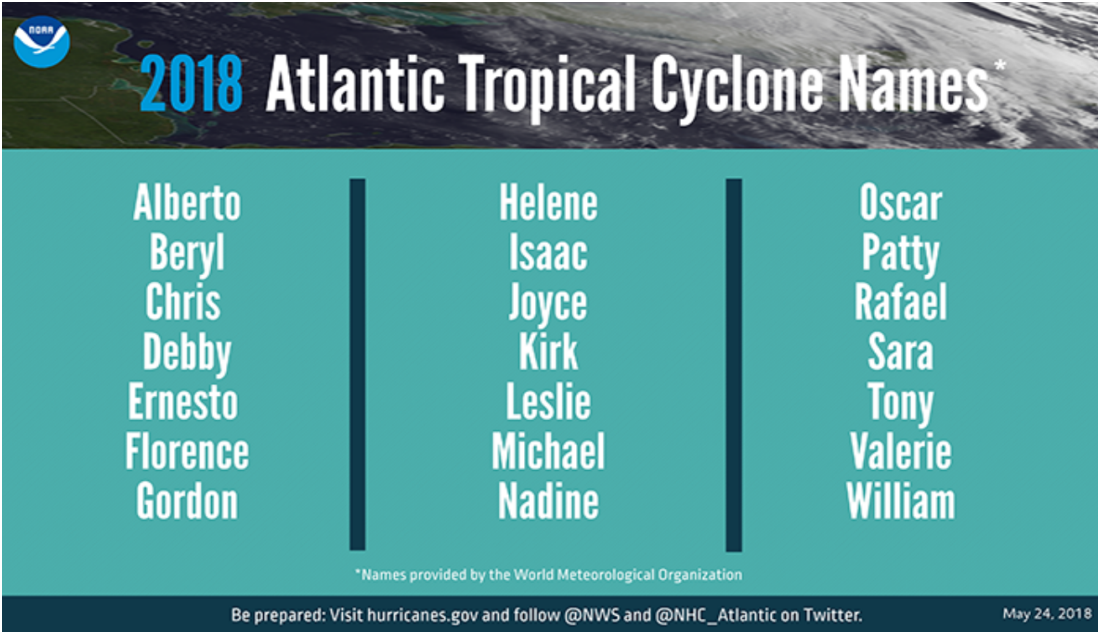 NOAA
2018 Atlantic Tropical Cyclone Names*
Alberto
Beryl
Chris
Debby
Ernesto
Florence
Gordon
Helene
Isaac
Joyce
Kirk
Leslie
Michael
Nadine
Oscar
Patty
Rafael
Sara
Tony
Valerie
William
*Names provided by the World Meteorological Organization
Be prepared: Visit hurricanes.gov and follow @NWS and @NHC_Atlantic on Twitter.
May 24, 2018